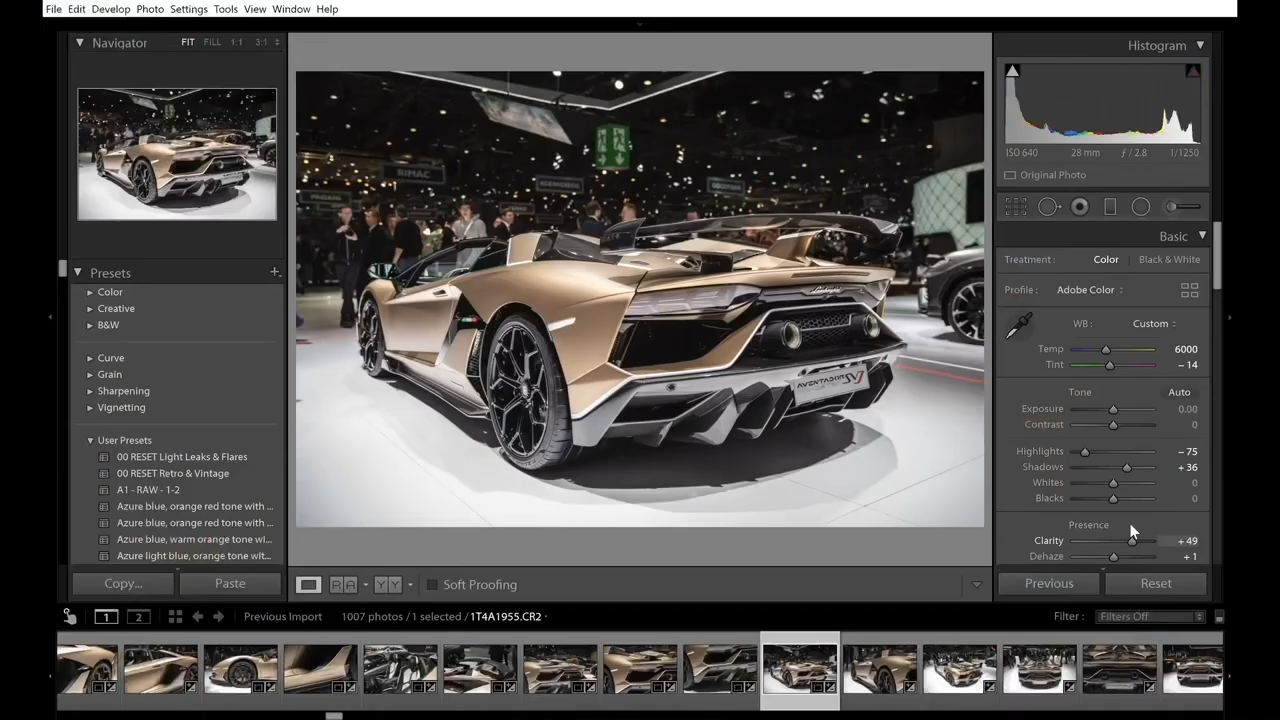 File Edit Develop Photo Settings Tools View Window Help
Navigator FIT FILL 1:1 3:1
Histogram
ISO 640 28 mm ƒ / 2.8 1/1250
Original Photo
Basic
Treatment : Color Black & White
Profile : Adobe Color
WB : Custom
Temp 6000
Tint – 14
Tone Auto
Exposure 0.00
Contrast 0
Highlights – 75
Shadows + 36
Whites 0
Blacks 0
Presence
Clarity + 49
Dehaze + 1
Previous Reset
Presets +
Color
Creative
B&W
Curve
Grain
Sharpening
Vignetting
User Presets
00 RESET Light Leaks & Flares
00 RESET Retro & Vintage
A1 - RAW - 1-2
Azure blue, orange red tone with ...
Azure blue, orange red tone with ...
Azure blue, warm orange tone wi...
Azure light blue, orange tone wit...
Copy... Paste
RIMAC
AVENTADOR SVJ
R A Y Y Soft Proofing
1 2 Previous Import 1007 photos / 1 selected / 1T4A1955.CR2
Filter : Filters Off